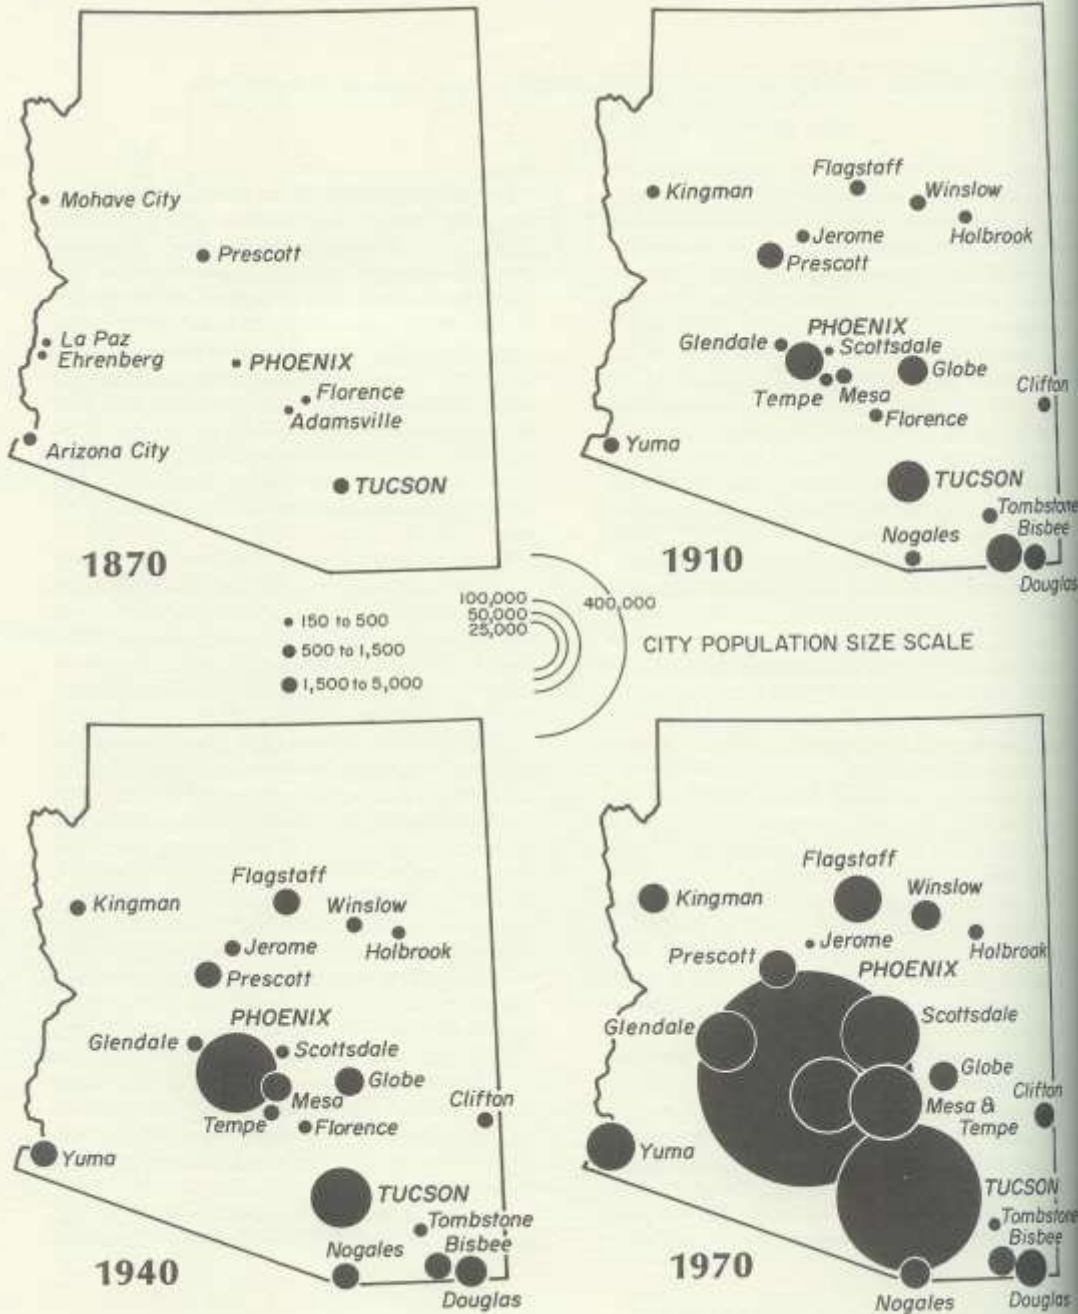 Mohave City
Prescott
La Paz
Ehrenberg
PHOENIX
Florence
Adamsville
Arizona City
TUCSON
1870
Flagstaff
Kingman
Winslow
Jerome
Holbrook
Prescott
PHOENIX
Glendale
Scottsdale
Globe
Clifton
Tempe
Mesa
Florence
Yuma
TUCSON
Tombstone
Nogales
Bisbee
1910
Douglas
150 to 500
500 to 1,500
1,500 to 5,000
100,000
50,000
25,000
400,000
CITY POPULATION SIZE SCALE
Flagstaff
Kingman
Winslow
Jerome
Holbrook
Prescott
PHOENIX
Glendale
Scottsdale
Globe
Mesa
Clifton
Tempe
Florence
Yuma
TUCSON
Tombstone
Nogales
Bisbee
1940
Douglas
Flagstaff
Kingman
Winslow
Jerome
Holbrook
Prescott
PHOENIX
Glendale
Scottsdale
Globe
Clifton
Mesa &
Tempe
Yuma
TUCSON
Tombstone
Bisbee
1970
Nogales
Douglas